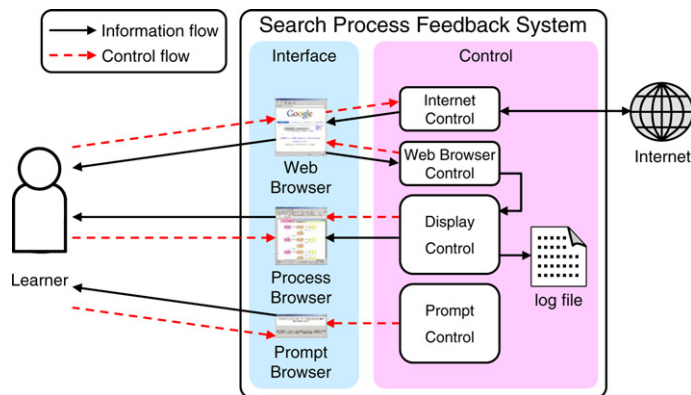 Information flow
Control flow
Search Process Feedback System
Interface
Control
Google
Internet
Control
Web
Browser
Web Browser
Control
Internet
Display
Control
Process
Browser
log file
Learner
Prompt
Control
Prompt
Browser